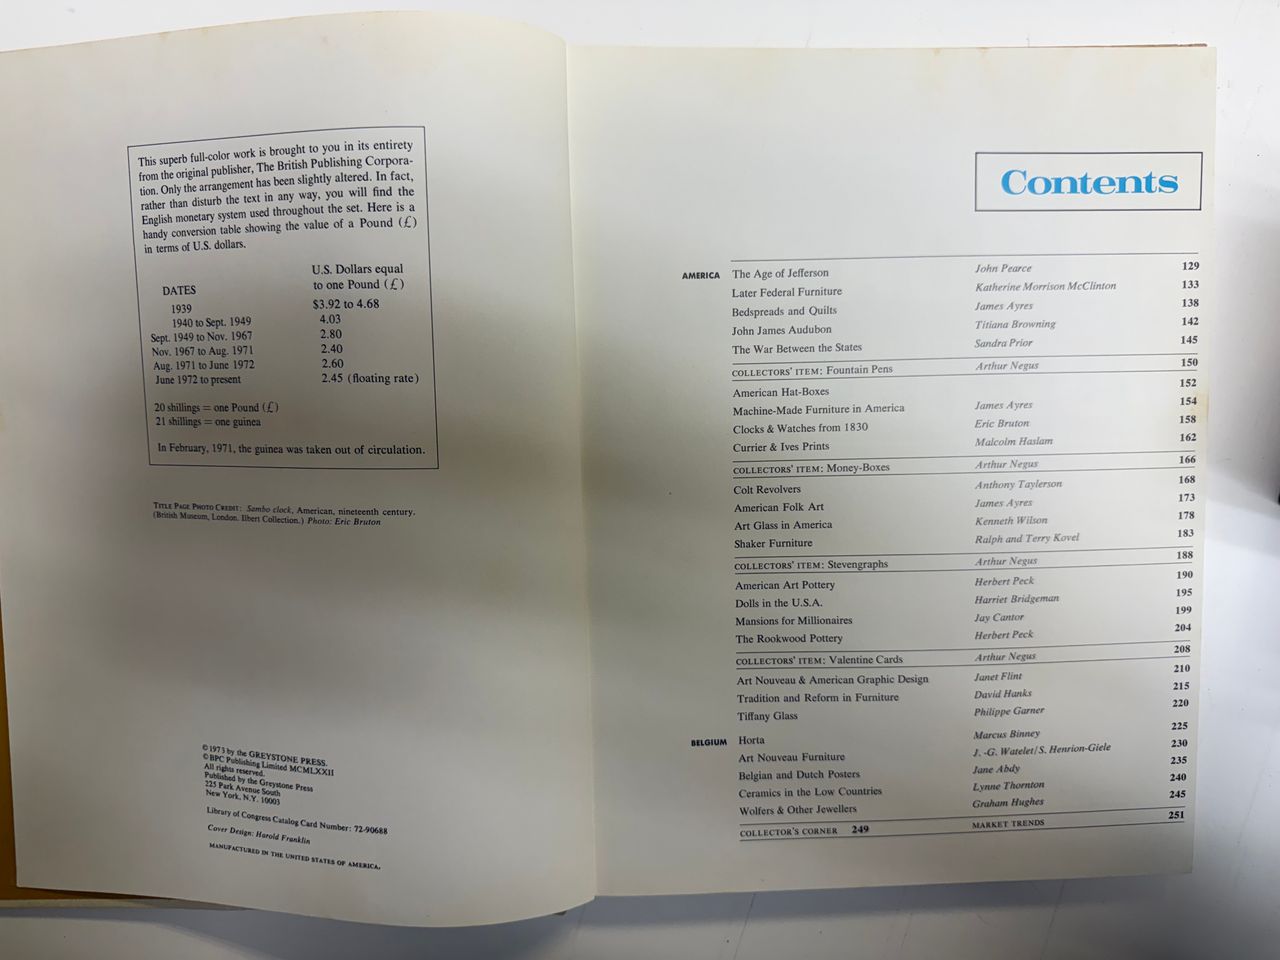 This superb full-color work is brought to you in its entirety
from the original publisher, The British Publishing Corpora-
tion. Only the arrangement has been slightly altered. In fact,
rather than disturb the text in any way, you will find the
English monetary system used throughout the set. Here is a
handy conversion table showing the value of a Pound (£)
in terms of U.S. dollars.
U.S. Dollars equal
DATES to one Pound (£)
1939 $3.92 to 4.68
1940 to Sept. 1949 4.03
Sept. 1949 to Nov. 1967 2.80
Nov. 1967 to Aug. 1971 2.40
Aug. 1971 to June 1972 2.60
June 1972 to present 2.45 (floating rate)
20 shillings = one Pound (£)
21 shillings = one guinea
In February, 1971, the guinea was taken out of circulation.
TITLE PAGE PHOTO CREDIT: Sambo clock, American, nineteenth century.
(British Museum, London. Ilbert Collection.) Photo: Eric Bruton
© 1973 by the GREYSTONE PRESS.
© BPC Publishing Limited MCMLXXII
All rights reserved.
Published by the Greystone Press
225 Park Avenue South
New York, N.Y. 10003
Library of Congress Catalog Card Number: 72-90688
Cover Design: Harold Franklin
MANUFACTURED IN THE UNITED STATES OF AMERICA.
Contents
AMERICA The Age of Jefferson John Pearce 129
Later Federal Furniture Katherine Morrison McClinton 133
Bedspreads and Quilts James Ayres 138
John James Audubon Titiana Browning 142
The War Between the States Sandra Prior 145
COLLECTORS' ITEM: Fountain Pens Arthur Negus 150
American Hat-Boxes 152
Machine-Made Furniture in America James Ayres 154
Clocks & Watches from 1830 Eric Bruton 158
Currier & Ives Prints Malcolm Haslam 162
COLLECTORS' ITEM: Money-Boxes Arthur Negus 166
Colt Revolvers Anthony Taylerson 168
American Folk Art James Ayres 173
Art Glass in America Kenneth Wilson 178
Shaker Furniture Ralph and Terry Kovel 183
COLLECTORS' ITEM: Stevengraphs Arthur Negus 188
American Art Pottery Herbert Peck 190
Dolls in the U.S.A. Harriet Bridgeman 195
Mansions for Millionaires Jay Cantor 199
The Rookwood Pottery Herbert Peck 204
COLLECTORS' ITEM: Valentine Cards Arthur Negus 208
Art Nouveau & American Graphic Design Janet Flint 210
Tradition and Reform in Furniture David Hanks 215
Tiffany Glass Philippe Garner 220
BELGIUM Horta Marcus Binney 225
Art Nouveau Furniture J. -G. Watelet/S. Henrion-Giele 230
Belgian and Dutch Posters Jane Abdy 235
Ceramics in the Low Countries Lynne Thornton 240
Wolfers & Other Jewellers Graham Hughes 245
COLLECTOR'S CORNER 249 MARKET TRENDS 251